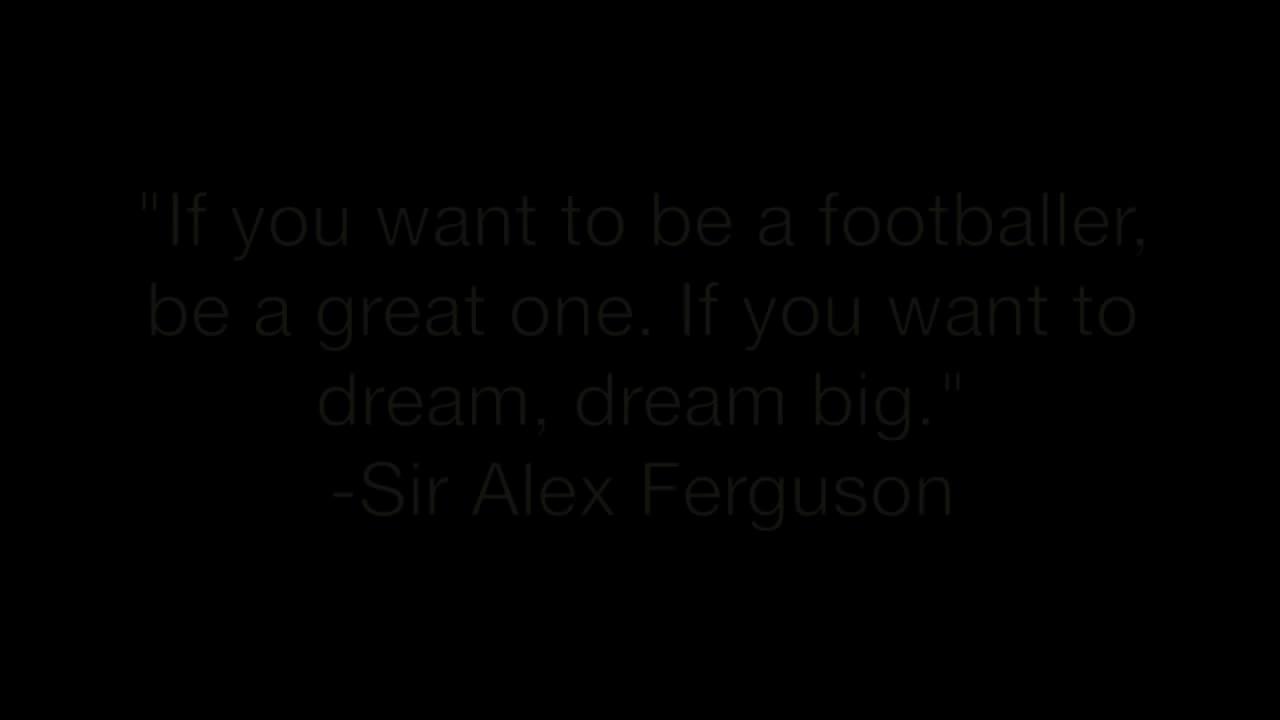 "If you want to be a footballer,
be a great one. If you want to
dream, dream big."
-Sir Alex Ferguson